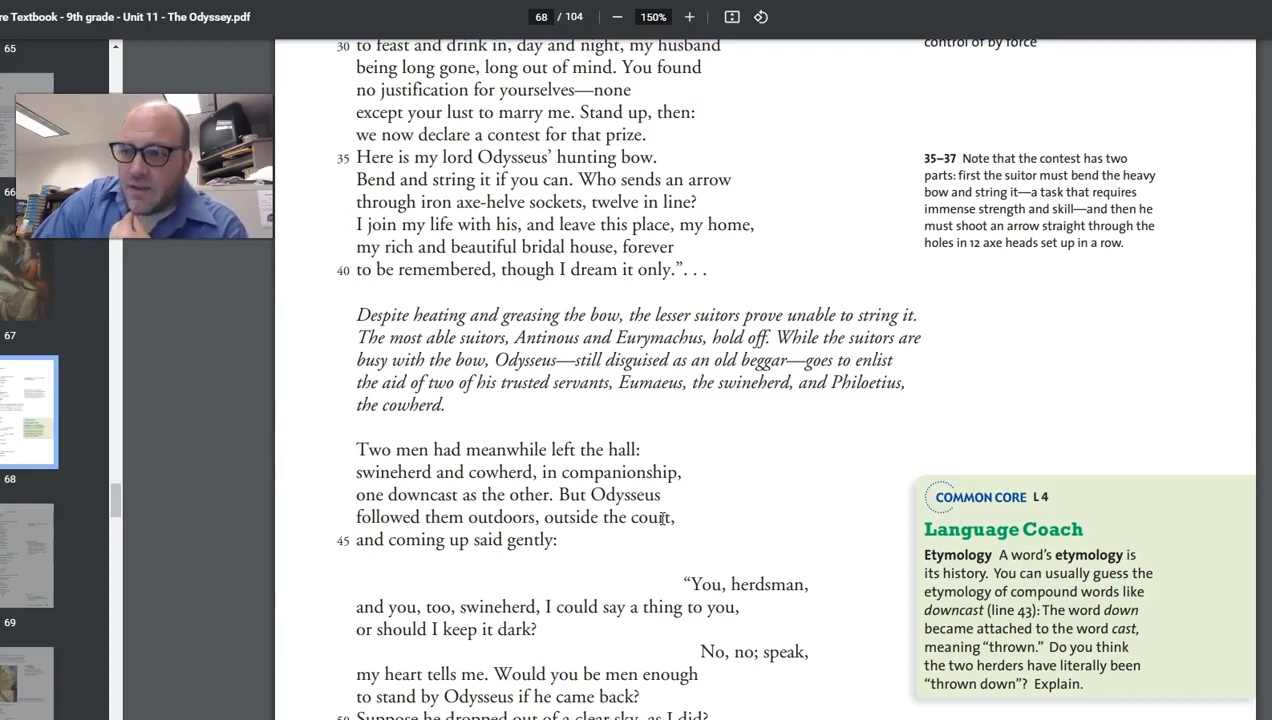 re Textbook - 9th grade - Unit 11 - The Odyssey.pdf
68 / 104
150%
65
66
67
68
69
30 to feast and drink in, day and night, my husband
being long gone, long out of mind. You found
no justification for yourselves—none
except your lust to marry me. Stand up, then:
we now declare a contest for that prize.
35 Here is my lord Odysseus’ hunting bow.
Bend and string it if you can. Who sends an arrow
through iron axe-helve sockets, twelve in line?
I join my life with his, and leave this place, my home,
my rich and beautiful bridal house, forever
40 to be remembered, though I dream it only.”. . .
Despite heating and greasing the bow, the lesser suitors prove unable to string it.
The most able suitors, Antinous and Eurymachus, hold off. While the suitors are
busy with the bow, Odysseus—still disguised as an old beggar—goes to enlist
the aid of two of his trusted servants, Eumaeus, the swineherd, and Philoetius,
the cowherd.
Two men had meanwhile left the hall:
swineherd and cowherd, in companionship,
one downcast as the other. But Odysseus
followed them outdoors, outside the court,
45 and coming up said gently:
“You, herdsman,
and you, too, swineherd, I could say a thing to you,
or should I keep it dark?
No, no; speak,
my heart tells me. Would you be men enough
to stand by Odysseus if he came back?
50 Suppose he dropped out of a clear sky, as I did?
control of by force
35–37 Note that the contest has two
parts: first the suitor must bend the heavy
bow and string it—a task that requires
immense strength and skill—and then he
must shoot an arrow straight through the
holes in 12 axe heads set up in a row.
COMMON CORE L 4
Language Coach
Etymology A word’s etymology is
its history. You can usually guess the
etymology of compound words like
downcast (line 43): The word down
became attached to the word cast,
meaning “thrown.” Do you think
the two herders have literally been
“thrown down”? Explain.